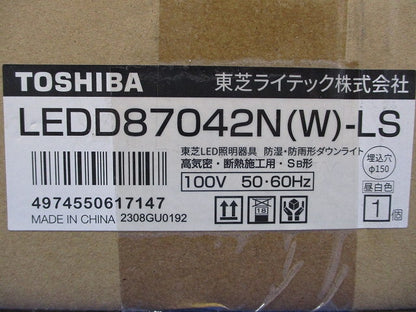 TOSHIBA 東芝ライテック株式会社
LEDD87042N(W)-LS
東芝LED照明器具 防湿・防雨形ダウンライト
高気密・断熱施工用・SB形
埋込穴
φ150
100V 50・60Hz
昼白色
1個
4974550617147
MADE IN CHINA 2308GU0192
18